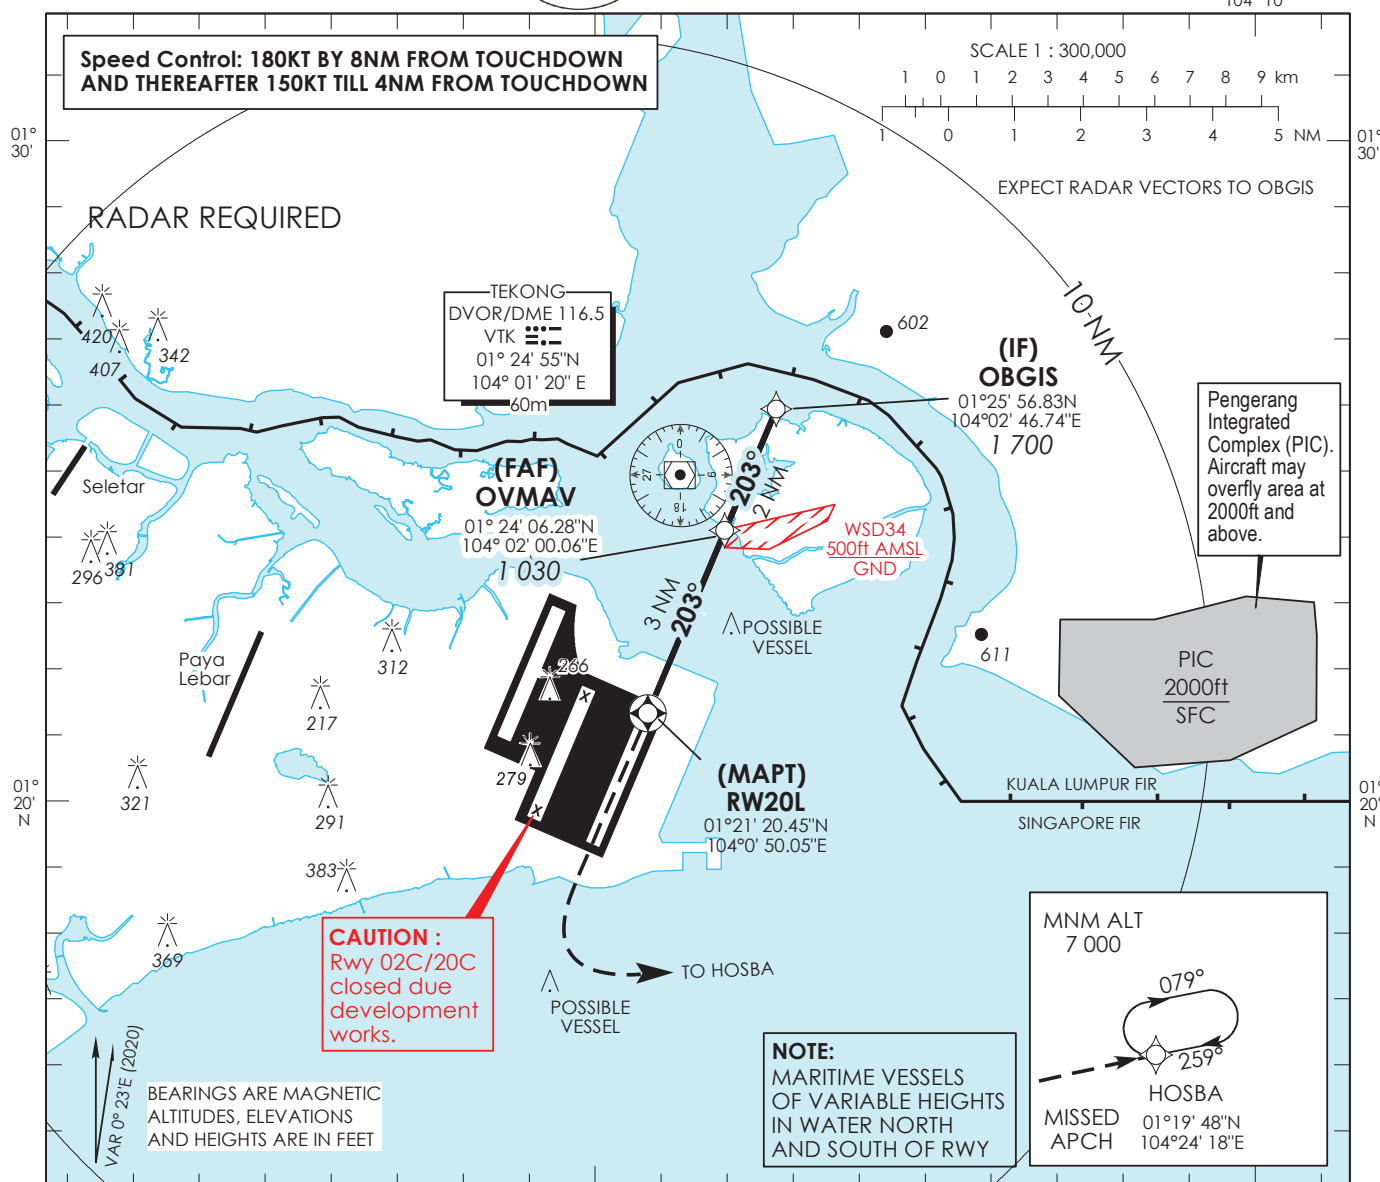 104° 10'
Speed Control: 180KT BY 8NM FROM TOUCHDOWN
AND THEREAFTER 150KT TILL 4NM FROM TOUCHDOWN
SCALE 1 : 300,000
1 0 1 2 3 4 5 6 7 8 9 km
1 0 1 2 3 4 5 NM
01°
30'
01°
30'
EXPECT RADAR VECTORS TO OBGIS
RADAR REQUIRED
10 NM
TEKONG
DVOR/DME 116.5
VTK
01° 24' 55"N
104° 01' 20" E
60m
420
407
342
602
(IF)
OBGIS
01°25' 56.83N
104°02' 46.74"E
1 700
Pengerang
Integrated
Complex (PIC).
Aircraft may
overfly area at
2000ft and
above.
Seletar
0
9
18
27
(FAF)
OVMAV
01° 24' 06.28"N
104° 02' 00.06"E
1 030
203°
2 NM
WSD34
500ft AMSL
GND
296
381
3 NM
203°
POSSIBLE
VESSEL
611
312
Paya
Lebar
266
PIC
2000ft
SFC
217
x
279
321
291
x
(MAPT)
RW20L
01°21' 20.45"N
104°0' 50.05"E
KUALA LUMPUR FIR
SINGAPORE FIR
01°
20'
N
01°
20'
N
383
369
CAUTION :
Rwy 02C/20C
closed due
development
works.
TO HOSBA
POSSIBLE
VESSEL
MNM ALT
7 000
079°
259°
HOSBA
01°19' 48"N
104°24' 18"E
MISSED
APCH
NOTE:
MARITIME VESSELS
OF VARIABLE HEIGHTS
IN WATER NORTH
AND SOUTH OF RWY
VAR 0° 23'E (2020)
BEARINGS ARE MAGNETIC
ALTITUDES, ELEVATIONS
AND HEIGHTS ARE IN FEET